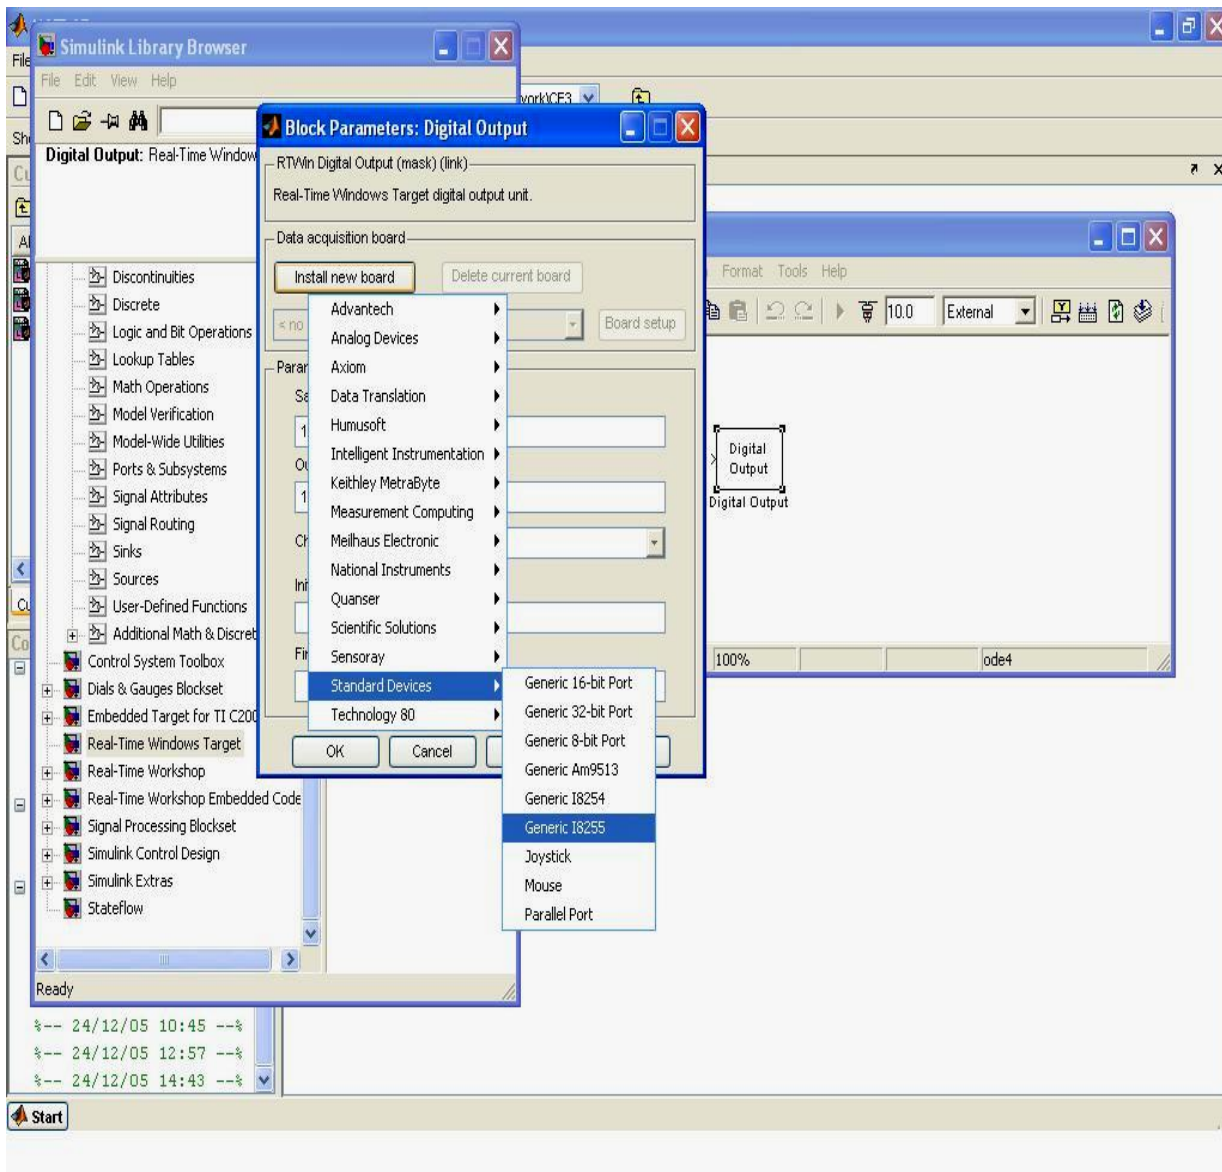 File
Simulink Library Browser
File Edit View Help
work\CF3
Digital Output: Real-Time Window
Block Parameters: Digital Output
RTWin Digital Output (mask) (link)
Real-Time Windows Target digital output unit.
Data acquisition board
Install new board
Delete current board
< no
Board setup
Advantech
Analog Devices
Axiom
Data Translation
Humusoft
Intelligent Instrumentation
Keithley MetraByte
Measurement Computing
Meilhaus Electronic
National Instruments
Quanser
Scientific Solutions
Sensoray
Standard Devices
Technology 80
Generic 16-bit Port
Generic 32-bit Port
Generic 8-bit Port
Generic Am9513
Generic I8254
Generic I8255
Joystick
Mouse
Parallel Port
OK
Cancel
Discontinuities
Discrete
Logic and Bit Operations
Lookup Tables
Math Operations
Model Verification
Model-Wide Utilities
Ports & Subsystems
Signal Attributes
Signal Routing
Sinks
Sources
User-Defined Functions
Additional Math & Discret
Control System Toolbox
Dials & Gauges Blockset
Embedded Target for TI C200
Real-Time Windows Target
Real-Time Workshop
Real-Time Workshop Embedded Code
Signal Processing Blockset
Simulink Control Design
Simulink Extras
Stateflow
Ready
Format Tools Help
10.0 External
Digital
Output
Digital Output
100% ode4
%-- 24/12/05 10:45 --%
%-- 24/12/05 12:57 --%
%-- 24/12/05 14:43 --%
Start